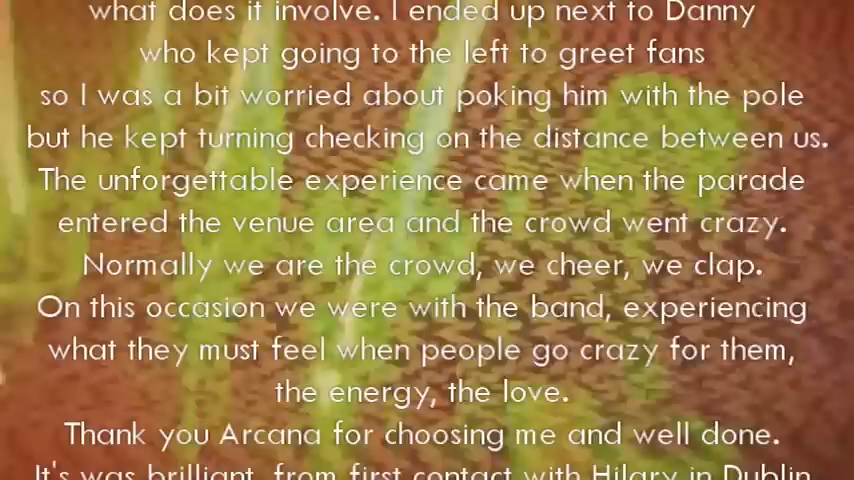 what does it involve. I ended up next to Danny
who kept going to the left to greet fans
so I was a bit worried about poking him with the pole
but he kept turning checking on the distance between us.
The unforgettable experience came when the parade
entered the venue area and the crowd went crazy.
Normally we are the crowd, we cheer, we clap.
On this occasion we were with the band, experiencing
what they must feel when people go crazy for them,
the energy, the love.
Thank you Arcana for choosing me and well done.
It's was brilliant, from first contact with Hilary in Dublin